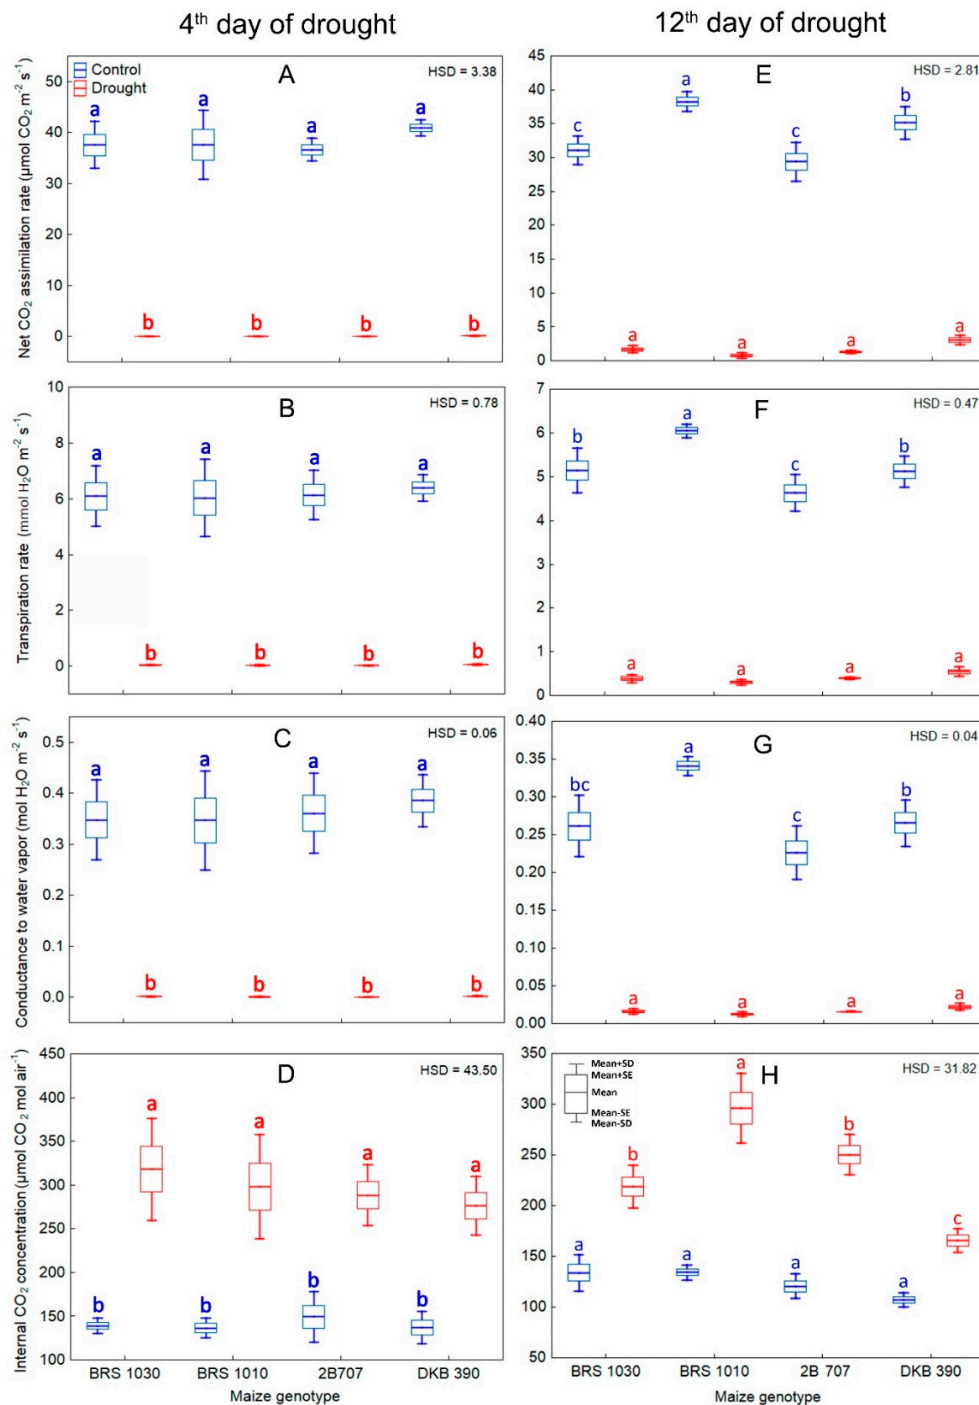 4th day of drought
12th day of drought
Net CO2 assimilation rate (µmol CO2 m-2 s-1)
50
40
30
20
10
0
Control
Drought
A
HSD = 3.38
a
a
a
a
b
b
b
b
45
40
35
30
25
20
15
10
5
0
E
HSD = 2.81
c
a
c
b
a
a
a
a
Transpiration rate (mmol H2O m-2 s-1)
10
8
6
4
2
0
B
HSD = 0.78
a
a
a
a
b
b
b
b
7
6
5
4
3
2
1
0
F
HSD = 0.47
b
a
c
b
a
a
a
a
Conductance to water vapor (mol H2O m-2 s-1)
0.5
0.4
0.3
0.2
0.1
0.0
C
HSD = 0.06
a
a
a
a
b
b
b
b
0.40
0.35
0.30
0.25
0.20
0.15
0.10
0.05
0.00
G
HSD = 0.04
bc
a
c
b
a
a
a
a
Internal CO2 concentration (µmol CO2 mol air-1)
450
400
350
300
250
200
150
100
D
HSD = 43.50
a
a
a
a
b
b
b
b
BRS 1030
BRS 1010
2B707
DKB 390
Maize genotype
350
300
250
200
150
100
50
Mean+SD
Mean+SE
Mean
Mean-SE
Mean-SD
H
HSD = 31.82
b
a
b
c
a
a
a
a
BRS 1030
BRS 1010
2B 707
DKB 390
Maize genotype